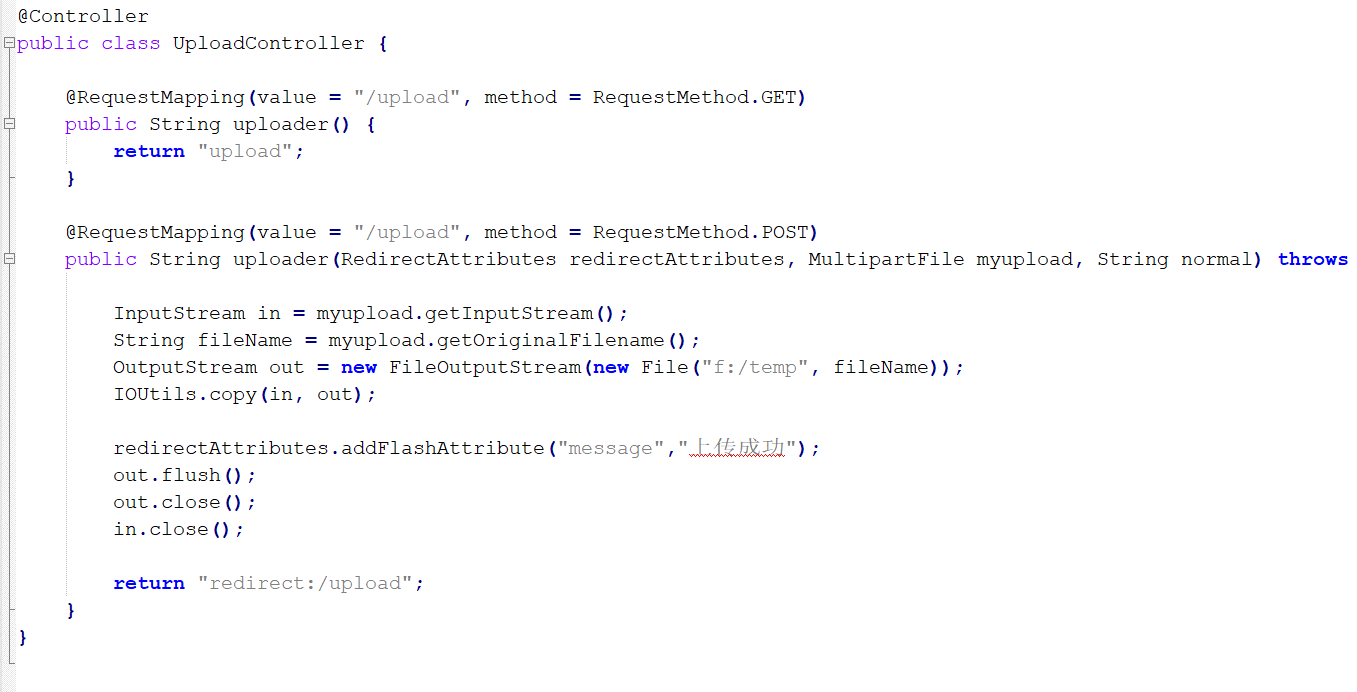 @Controller
public class UploadController {
@RequestMapping(value = "/upload", method = RequestMethod.GET)
public String uploader() {
return "upload";
}
@RequestMapping(value = "/upload", method = RequestMethod.POST)
public String uploader(RedirectAttributes redirectAttributes, MultipartFile myupload, String normal) throws
InputStream in = myupload.getInputStream();
String fileName = myupload.getOriginalFilename();
OutputStream out = new FileOutputStream(new File("f:/temp", fileName));
IOUtils.copy(in, out);
redirectAttributes.addFlashAttribute("message","上传成功");
out.flush();
out.close();
in.close();
return "redirect:/upload";
}
}